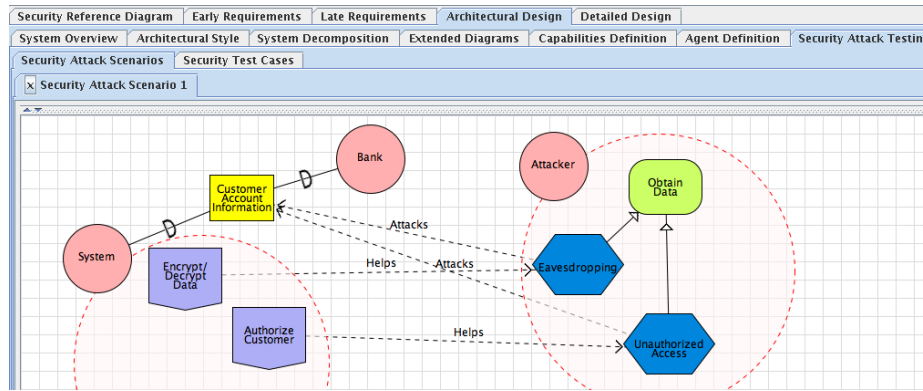 Security Reference Diagram Early Requirements Late Requirements Architectural Design Detailed Design
System Overview Architectural Style System Decomposition Extended Diagrams Capabilities Definition Agent Definition Security Attack Testin
Security Attack Scenarios Security Test Cases
x Security Attack Scenario 1
Bank
Attacker
Customer
Account
Information
Obtain
Data
Attacks
System
Encrypt/
Decrypt
Data
Helps
Attacks
Eavesdropping
Authorize
Customer
Helps
Unauthorized
Access